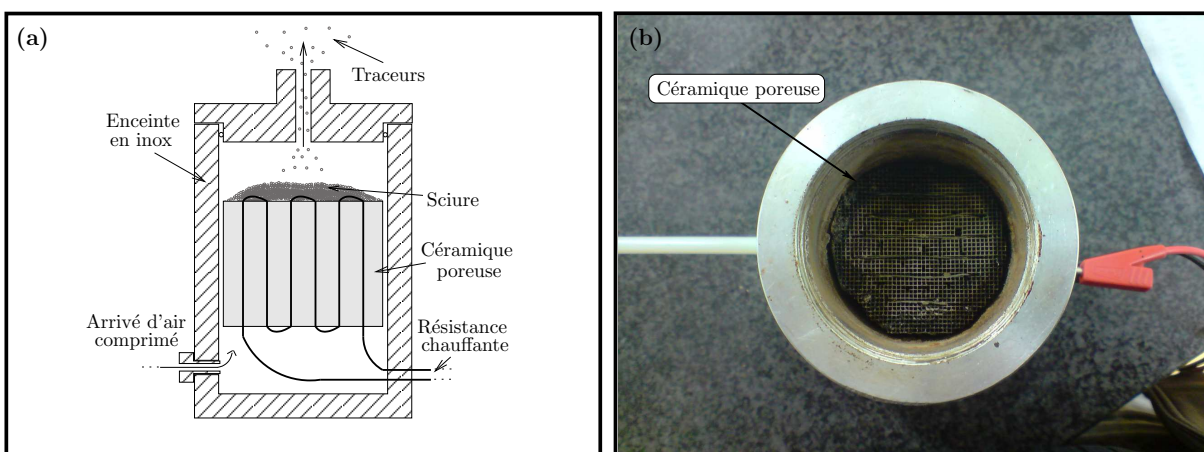 (a)
Traceurs
Enceinte
en inox
Sciure
Céramique
poreuse
Arrivé d'air
comprimé
Résistance
chauffante
(b)
Céramique poreuse